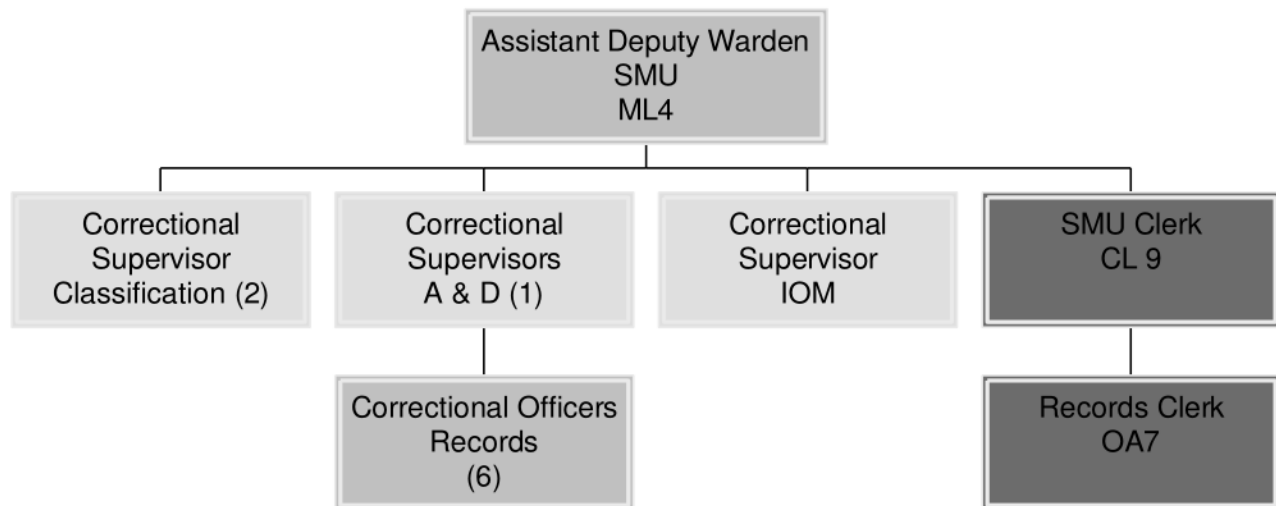 Assistant Deputy Warden
SMU
ML4
Correctional
Supervisor
Classification (2)
Correctional
Supervisors
A & D (1)
Correctional
Supervisor
IOM
SMU Clerk
CL 9
Correctional Officers
Records
(6)
Records Clerk
OA7